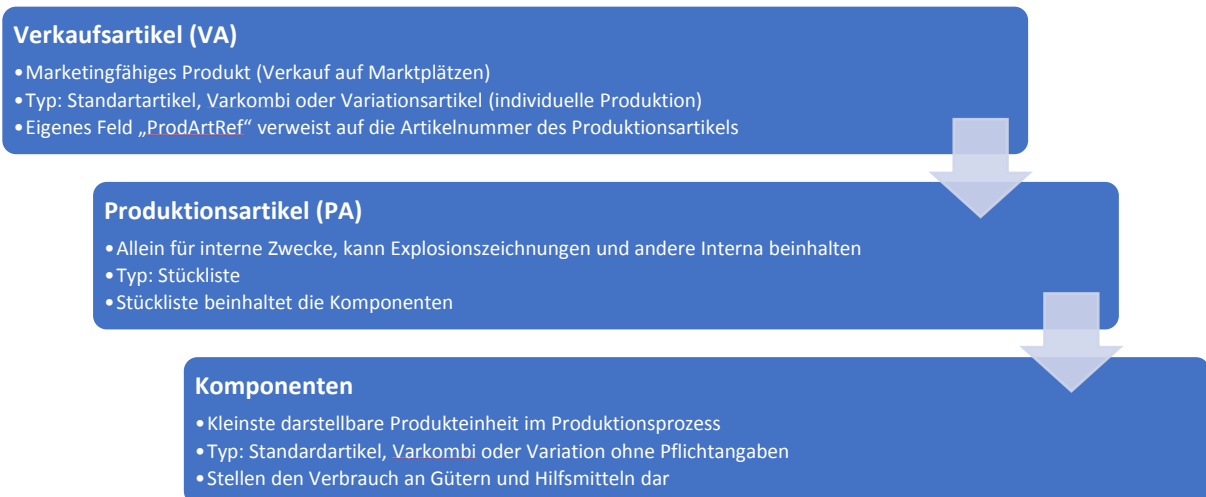 Verkaufsartikel (VA)
•Marketingfähiges Produkt (Verkauf auf Marktplätzen)
•Typ: Standartartikel, Varkombi oder Variationsartikel (individuelle Produktion)
•Eigenes Feld „ProdArtRef“ verweist auf die Artikelnummer des Produktionsartikels
Produktionsartikel (PA)
•Allein für interne Zwecke, kann Explosionszeichnungen und andere Interna beinhalten
•Typ: Stückliste
•Stückliste beinhaltet die Komponenten
Komponenten
•Kleinste darstellbare Produkteinheit im Produktionsprozess
•Typ: Standardartikel, Varkombi oder Variation ohne Pflichtangaben
•Stellen den Verbrauch an Gütern und Hilfsmitteln dar